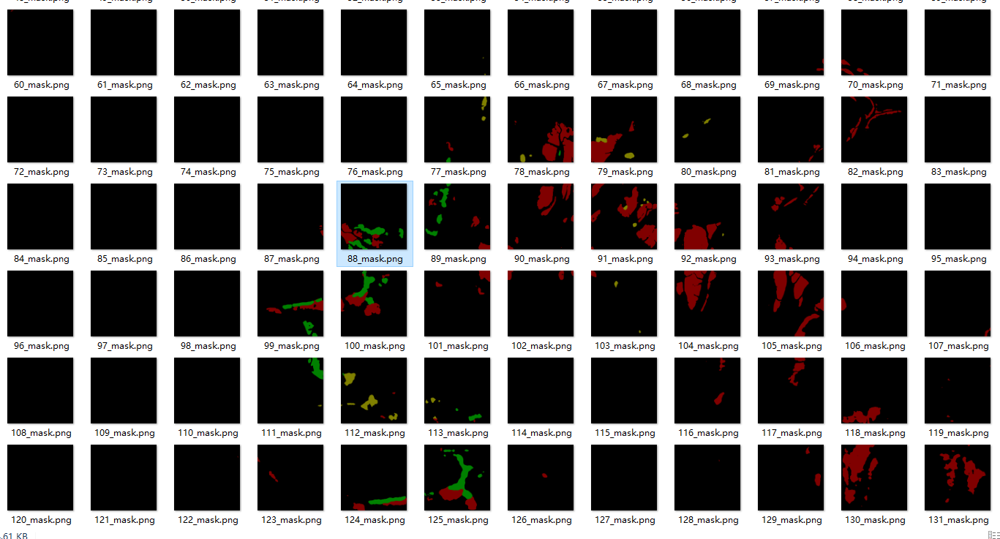 60_mask.png 61_mask.png 62_mask.png 63_mask.png 64_mask.png 65_mask.png 66_mask.png 67_mask.png 68_mask.png 69_mask.png 70_mask.png 71_mask.png
72_mask.png 73_mask.png 74_mask.png 75_mask.png 76_mask.png 77_mask.png 78_mask.png 79_mask.png 80_mask.png 81_mask.png 82_mask.png 83_mask.png
84_mask.png 85_mask.png 86_mask.png 87_mask.png 88_mask.png 89_mask.png 90_mask.png 91_mask.png 92_mask.png 93_mask.png 94_mask.png 95_mask.png
96_mask.png 97_mask.png 98_mask.png 99_mask.png 100_mask.png 101_mask.png 102_mask.png 103_mask.png 104_mask.png 105_mask.png 106_mask.png 107_mask.png
108_mask.png 109_mask.png 110_mask.png 111_mask.png 112_mask.png 113_mask.png 114_mask.png 115_mask.png 116_mask.png 117_mask.png 118_mask.png 119_mask.png
120_mask.png 121_mask.png 122_mask.png 123_mask.png 124_mask.png 125_mask.png 126_mask.png 127_mask.png 128_mask.png 129_mask.png 130_mask.png 131_mask.png
.61 KB